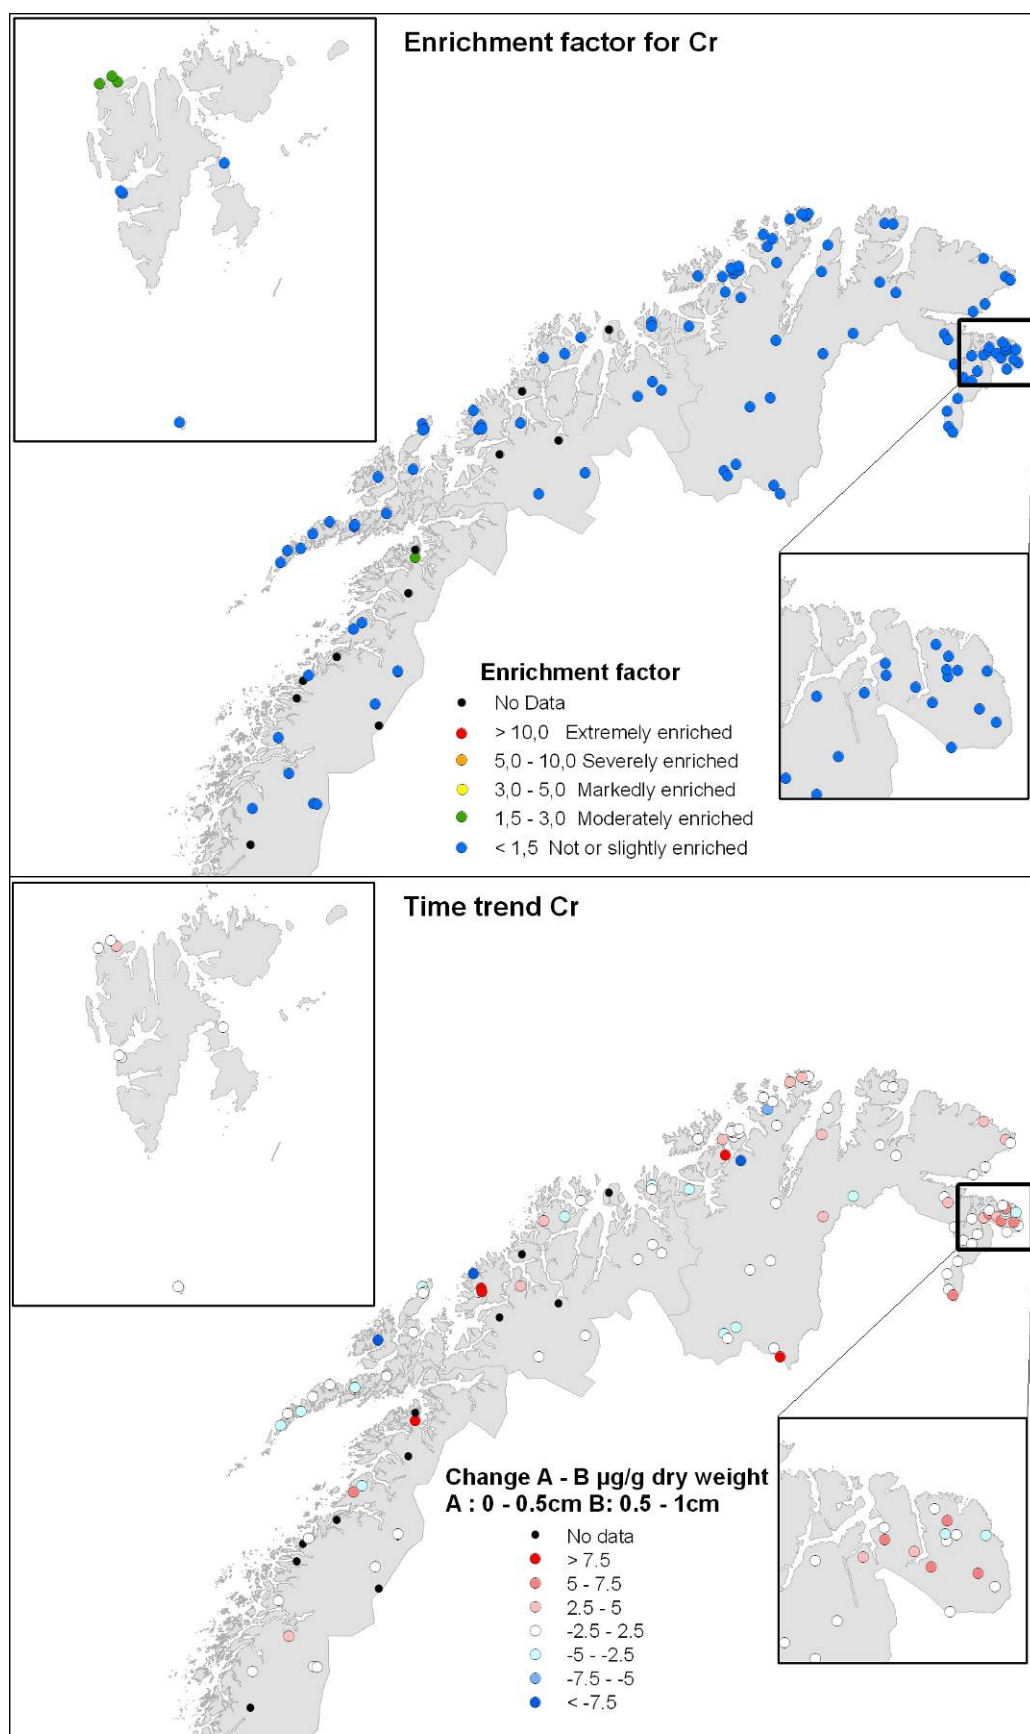 Enrichment factor for Cr
Enrichment factor
No Data
> 10,0 Extremely enriched
5,0 - 10,0 Severely enriched
3,0 - 5,0 Markedly enriched
1,5 - 3,0 Moderately enriched
< 1,5 Not or slightly enriched
Time trend Cr
Change A - B µg/g dry weight
A : 0 - 0.5cm B: 0.5 - 1cm
No data
> 7.5
5 - 7.5
2.5 - 5
-2.5 - 2.5
-5 - -2.5
-7.5 - -5
< -7.5